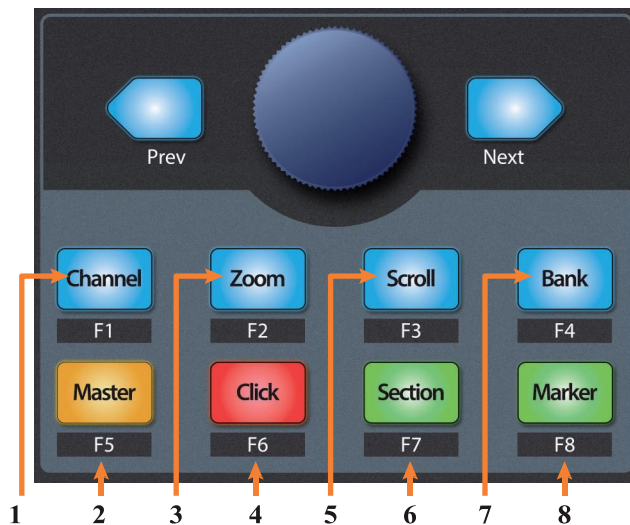 Prev Next
Channel Zoom Scroll Bank
F1 F2 F3 F4
Master Click Section Marker
F5 F6 F7 F8
1 2 3 4 5 6 7 8